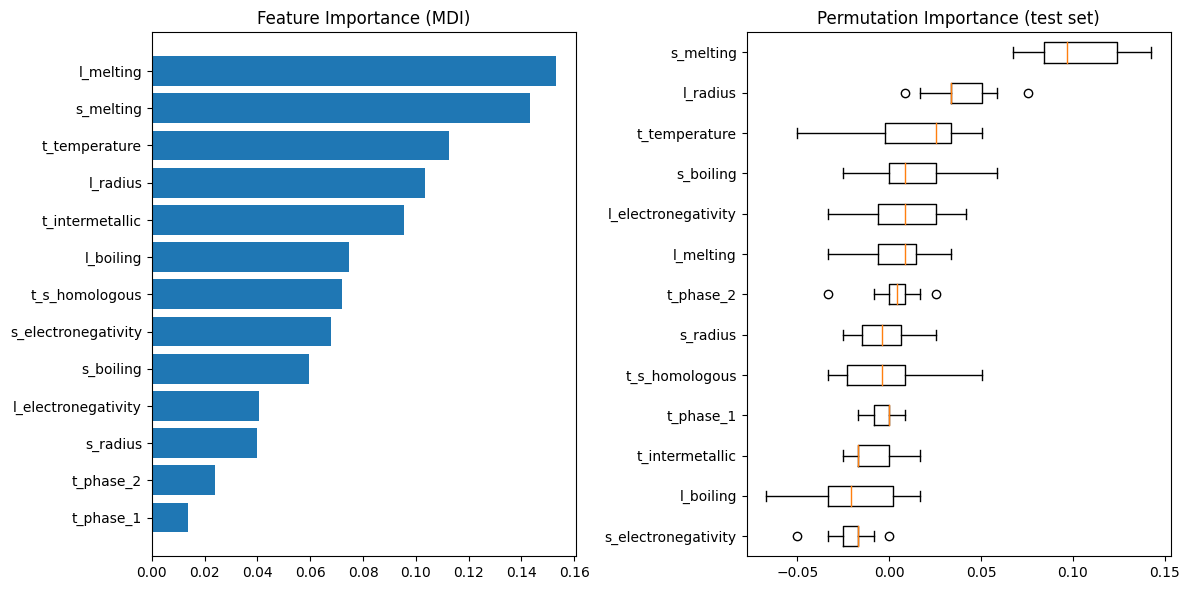 Feature Importance (MDI)
l_melting
s_melting
t_temperature
l_radius
t_intermetallic
l_boiling
t_s_homologous
s_electronegativity
s_boiling
l_electronegativity
s_radius
t_phase_2
t_phase_1
0.00 0.02 0.04 0.06 0.08 0.10 0.12 0.14 0.16
Permutation Importance (test set)
s_melting
l_radius
t_temperature
s_boiling
l_electronegativity
l_melting
t_phase_2
s_radius
t_s_homologous
t_phase_1
t_intermetallic
l_boiling
s_electronegativity
−0.05 0.00 0.05 0.10 0.15